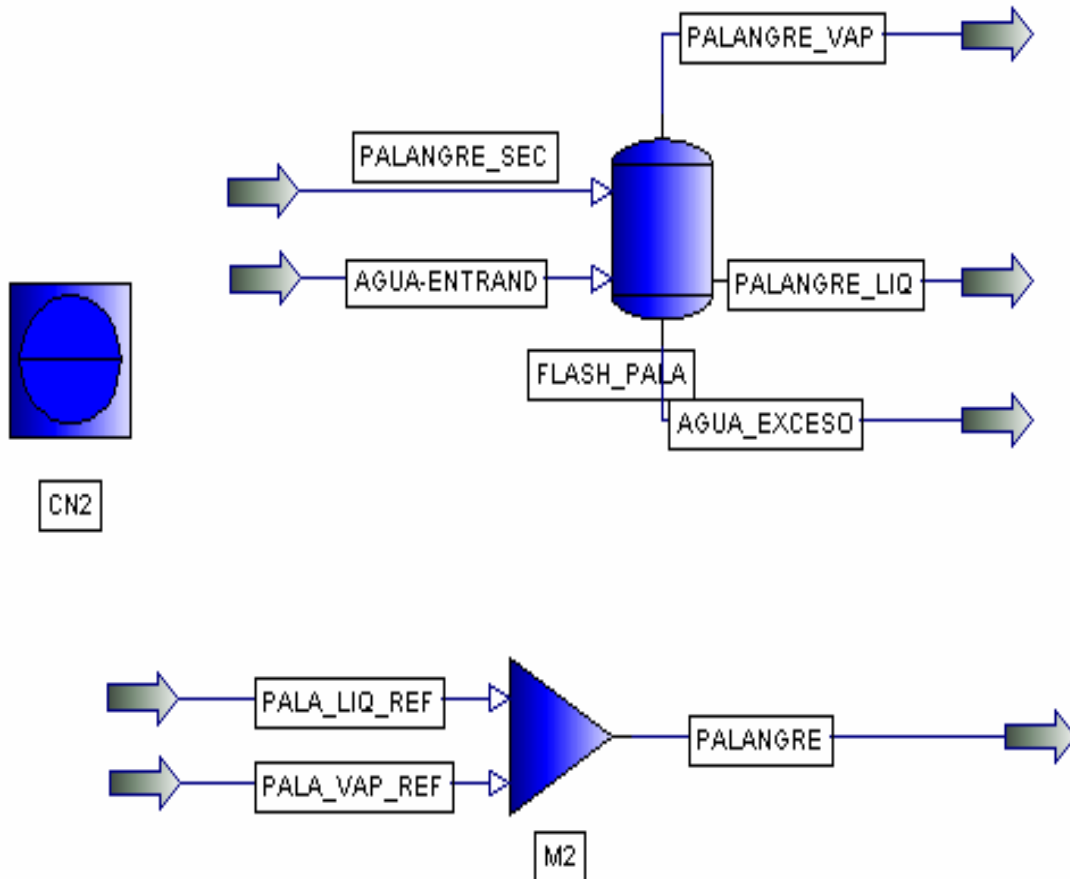 PALANGRE_VAP
PALANGRE_SEC
AGUA-ENTRAND
PALANGRE_LIQ
FLASH_PALA
AGUA_EXCESO
CN2
PALA_LIQ_REF
PALANGRE
PALA_VAP_REF
M2